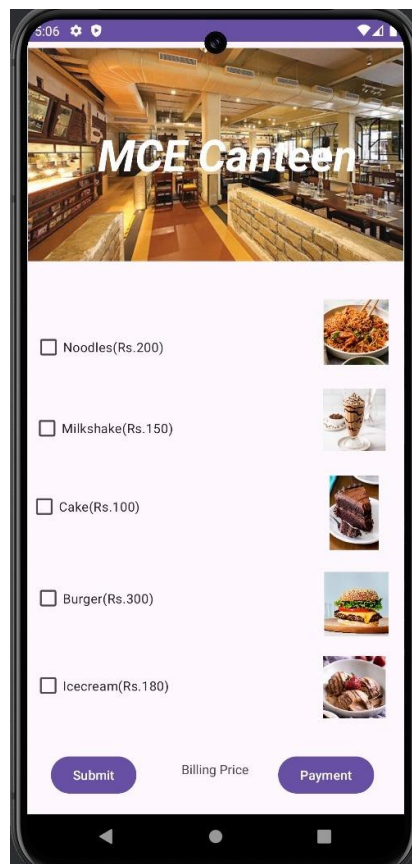 5:06
MCE Canteen
Noodles(Rs.200)
Milkshake(Rs.150)
Cake(Rs.100)
Burger(Rs.300)
Icecream(Rs.180)
Submit Billing Price Payment